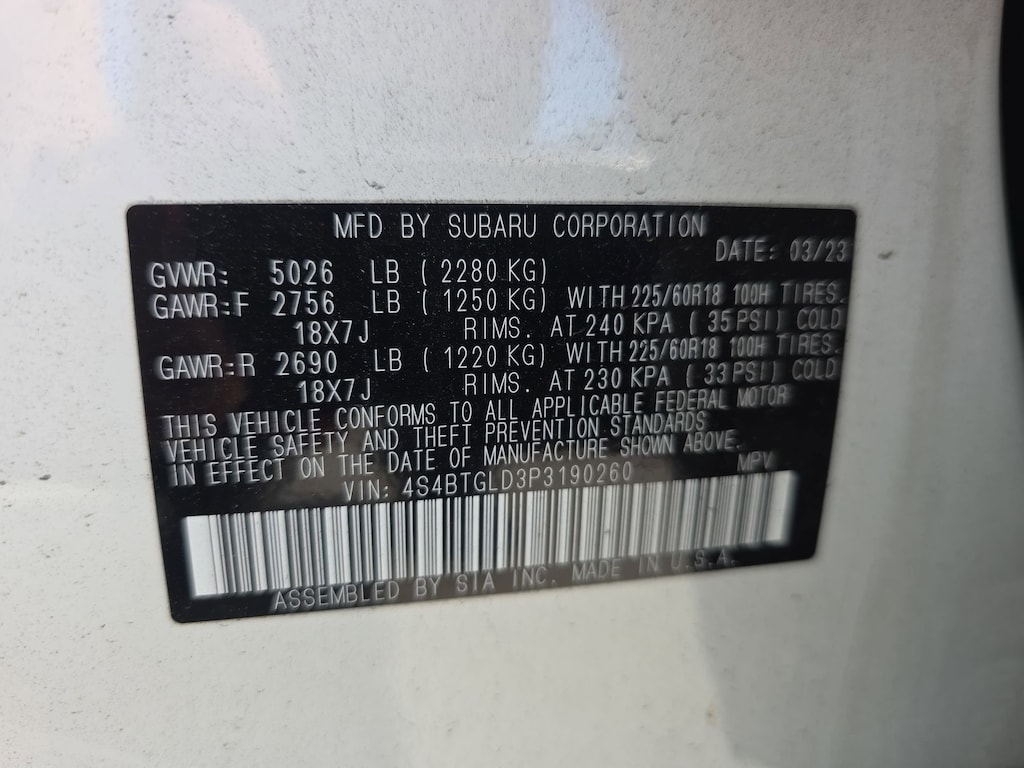 MFD BY SUBARU CORPORATION
DATE: 03/23
GVWR: 5026 LB ( 2280 KG)
GAWR:F 2756 LB ( 1250 KG) WITH 225/60R18 100H TIRES.
18X7J RIMS. AT 240 KPA ( 35 PSI) COLD
GAWR:R 2690 LB ( 1220 KG) WITH 225/60R18 100H TIRES.
18X7J RIMS. AT 230 KPA ( 33 PSI) COLD
THIS VEHICLE CONFORMS TO ALL APPLICABLE FEDERAL MOTOR
VEHICLE SAFETY AND THEFT PREVENTION STANDARDS
IN EFFECT ON THE DATE OF MANUFACTURE SHOWN ABOVE.
VIN: 4S4BTGLD3P3190260 MPV
ASSEMBLED BY SIA INC. MADE IN U.S.A.